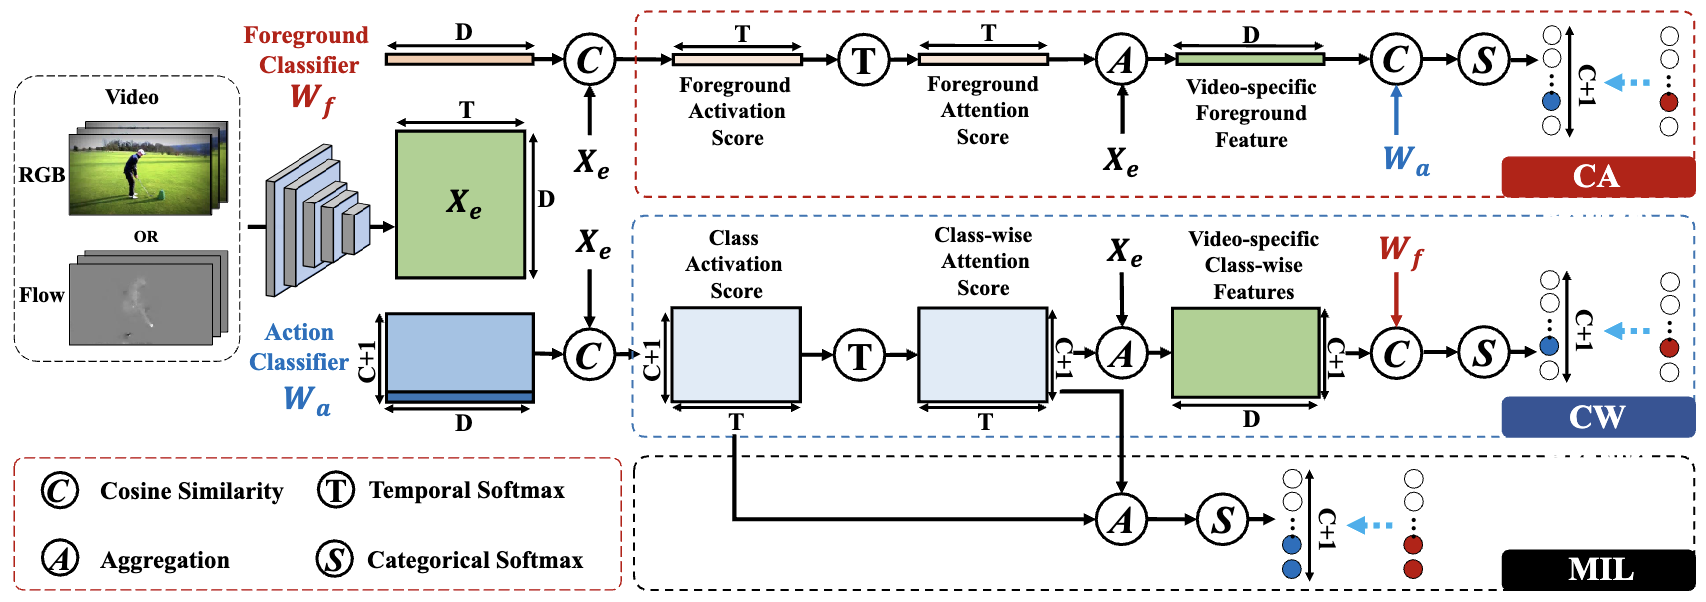 Foreground
Classifier
W_f
D
C
X_e
T
Foreground
Activation
Score
T
T
Foreground
Attention
Score
A
X_e
D
Video-specific
Foreground
Feature
C
W_a
S
C+1
CA
Video
RGB
OR
Flow
T
X_e
D
Action
Classifier
W_a
C+1
D
X_e
C
Class
Activation
Score
C+1
T
T
Class-wise
Attention
Score
C+1
T
X_e
A
Video-specific
Class-wise
Features
C+1
D
W_f
C
S
C+1
CW
A
S
C+1
MIL
C Cosine Similarity
T Temporal Softmax
A Aggregation
S Categorical Softmax